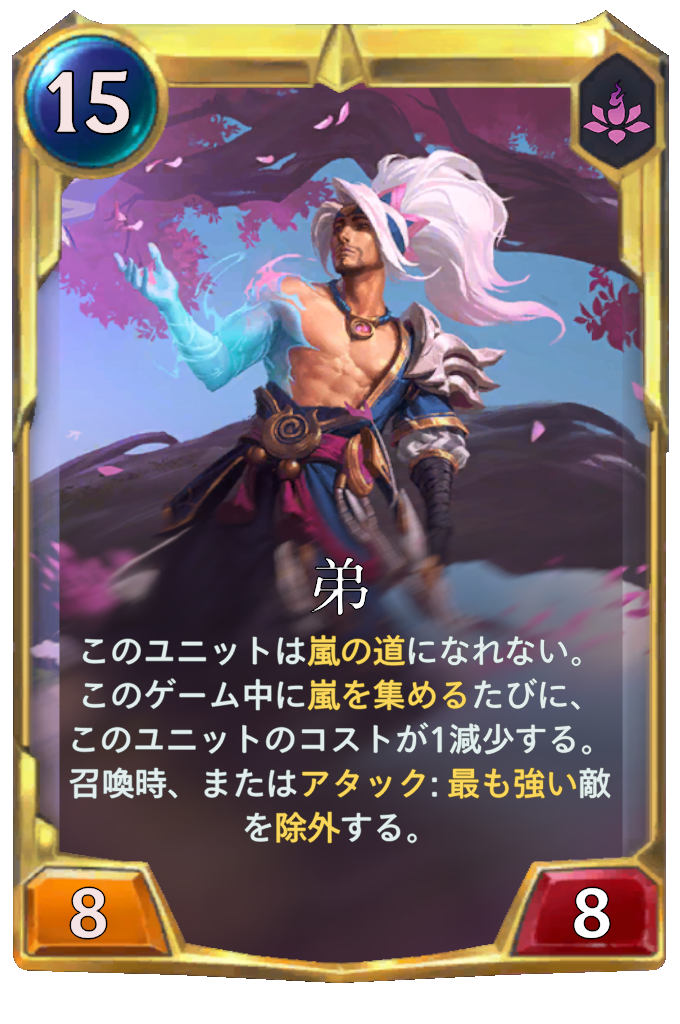 15
弟
このユニットは嵐の道になれない。
このゲーム中に嵐を集めるたびに、
このユニットのコストが1減少する。
召喚時、またはアタック: 最も強い敵
を除外する。
8
8